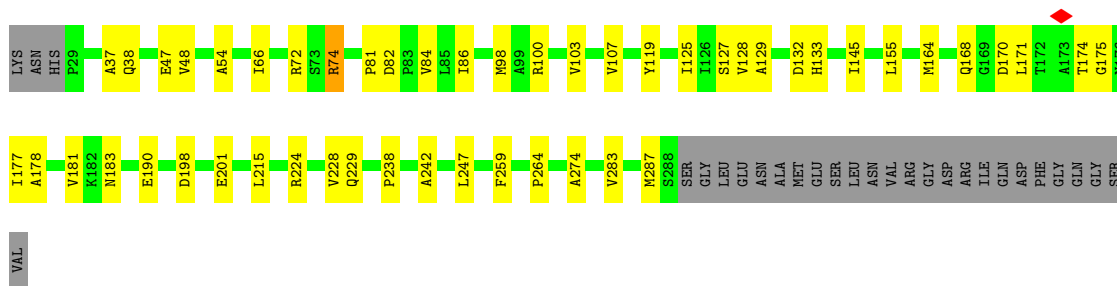 LYS ASN HIS P29 A37 Q38 E47 V48 A54 I66 R72 S73 R74 P81 D82 P83 V84 L85 I86 M98 A99 R100 V103 V107 Y119 I125 I126 S127 V128 A129 D132 H133 I145 L155 M164 Q168 G169 D170 L171 T172 A173 T174 G175
I177 A178 V181 K182 N183 E190 D198 E201 L215 R224 V228 Q229 P238 A242 L247 F259 P264 A274 V283 M287 S288 SER GLY LEU GLU ASN ALA MET GLU SER LEU ASN VAL ARG GLY ASP ARG ILE GLN ASP PHE GLY GLN GLY SER
VAL